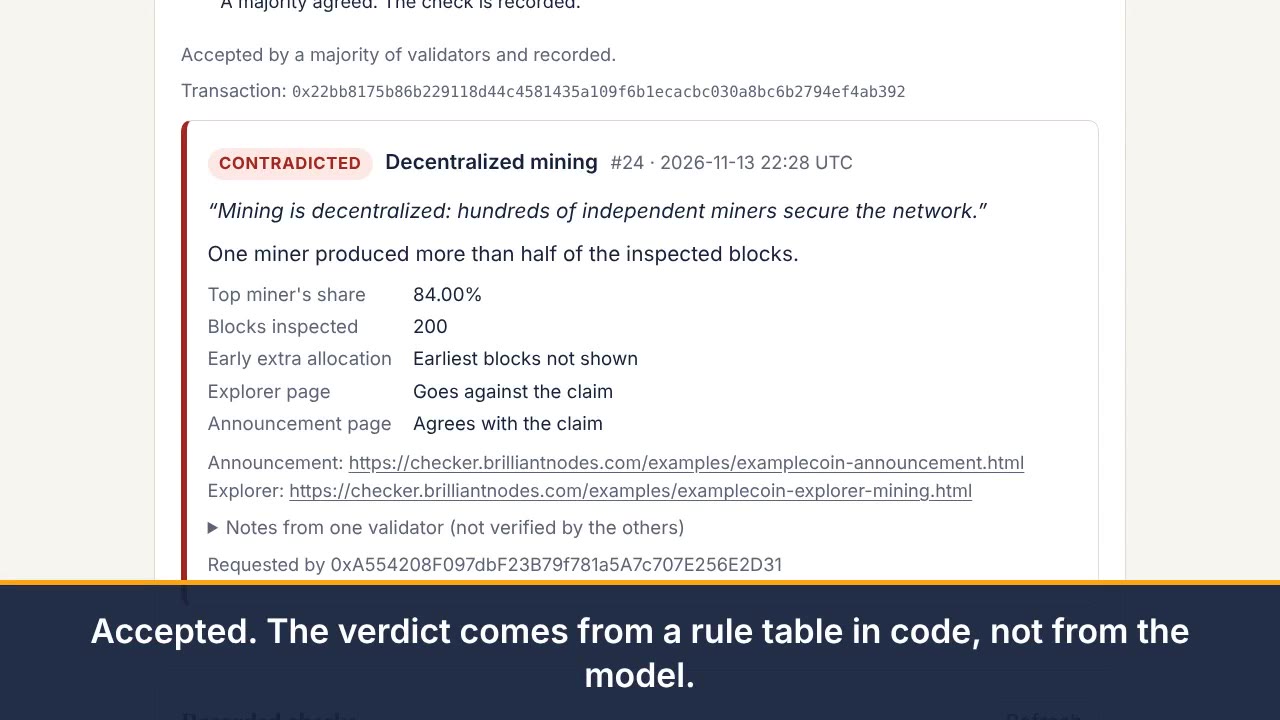 A majority agreed. The check is recorded.
Accepted by a majority of validators and recorded.
Transaction: 0x22bb8175b86b229118d44c4581435a109f6b1ecacbc030a8bc6b2794ef4ab392
CONTRADICTED Decentralized mining #24 · 2026-11-13 22:28 UTC
“Mining is decentralized: hundreds of independent miners secure the network.”
One miner produced more than half of the inspected blocks.
Top miner's share 84.00%
Blocks inspected 200
Early extra allocation Earliest blocks not shown
Explorer page Goes against the claim
Announcement page Agrees with the claim
Announcement: https://checker.brilliantnodes.com/examples/examplecoin-announcement.html
Explorer: https://checker.brilliantnodes.com/examples/examplecoin-explorer-mining.html
▶ Notes from one validator (not verified by the others)
Requested by 0xA554208F097dbF23B79f781a5A7c707E256E2D31
Accepted. The verdict comes from a rule table in code, not from the
model.